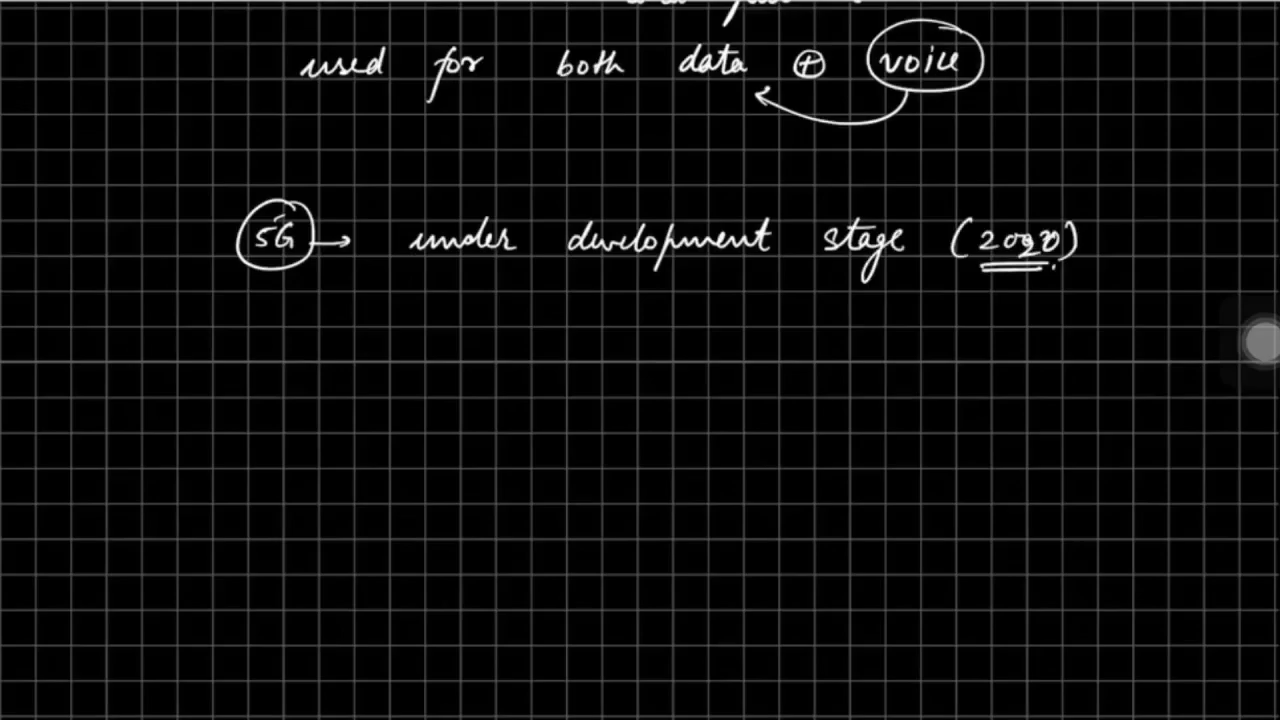 used for both data ⊕ voice
5G → under development stage (2020)